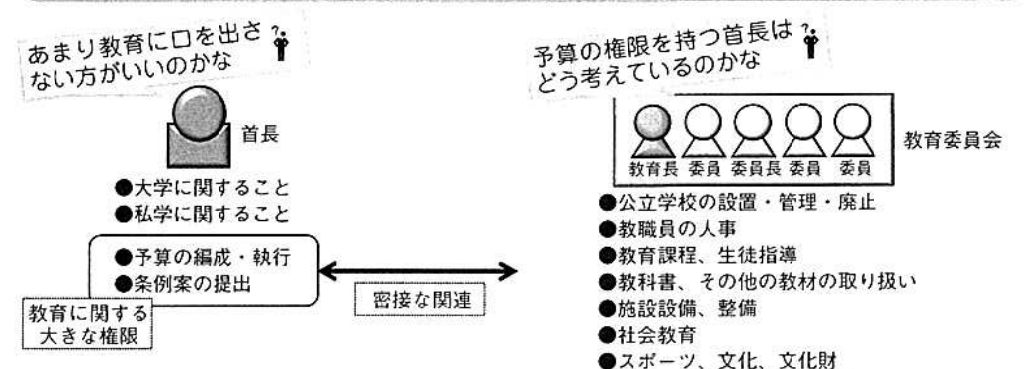 あまり教育に口を出さ
ない方がいいのかな
首長
●大学に関すること
●私学に関すること
●予算の編成・執行
●条例案の提出
教育に関する
大きな権限
密接な関連
予算の権限を持つ首長は
どう考えているのかな
教育長 委員 委員長 委員 委員
教育委員会
●公立学校の設置・管理・廃止
●教職員の人事
●教育課程、生徒指導
●教科書、その他の教材の取り扱い
●施設設備、整備
●社会教育
●スポーツ、文化、文化財